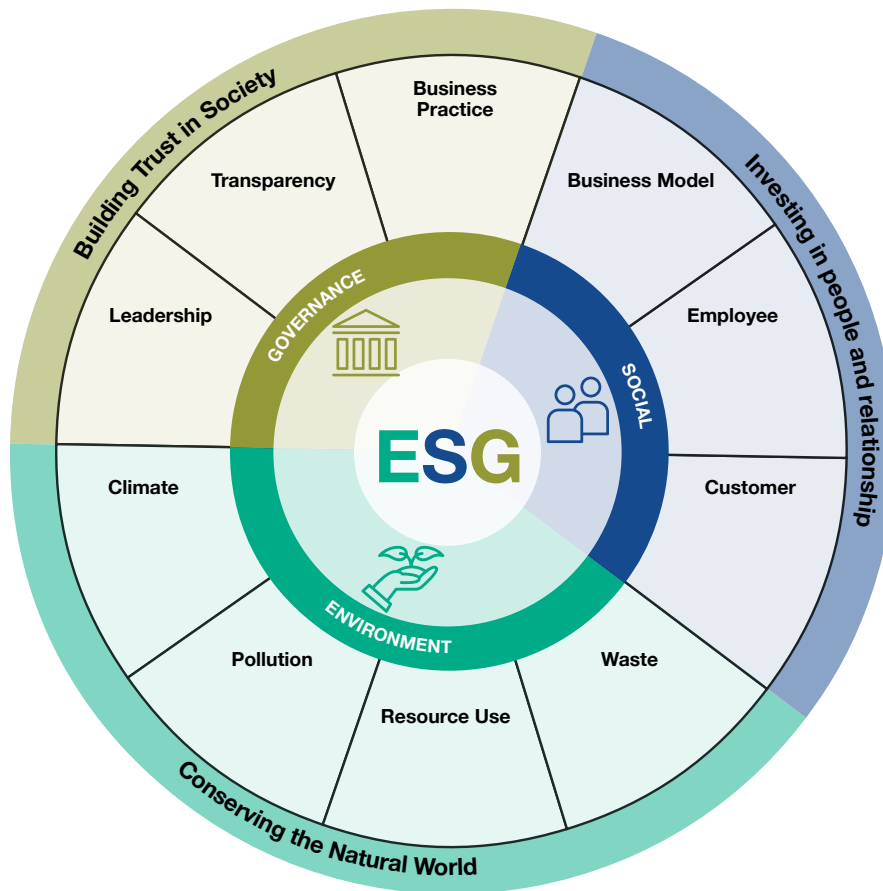 Building Trust in Society
Business
Practice
Transparency
Leadership
Investing in people and relationship
Business Model
Employee
Customer
GOVERNANCE
SOCIAL
ESG
ENVIRONMENT
Climate
Pollution
Resource Use
Waste
Conserving the Natural World